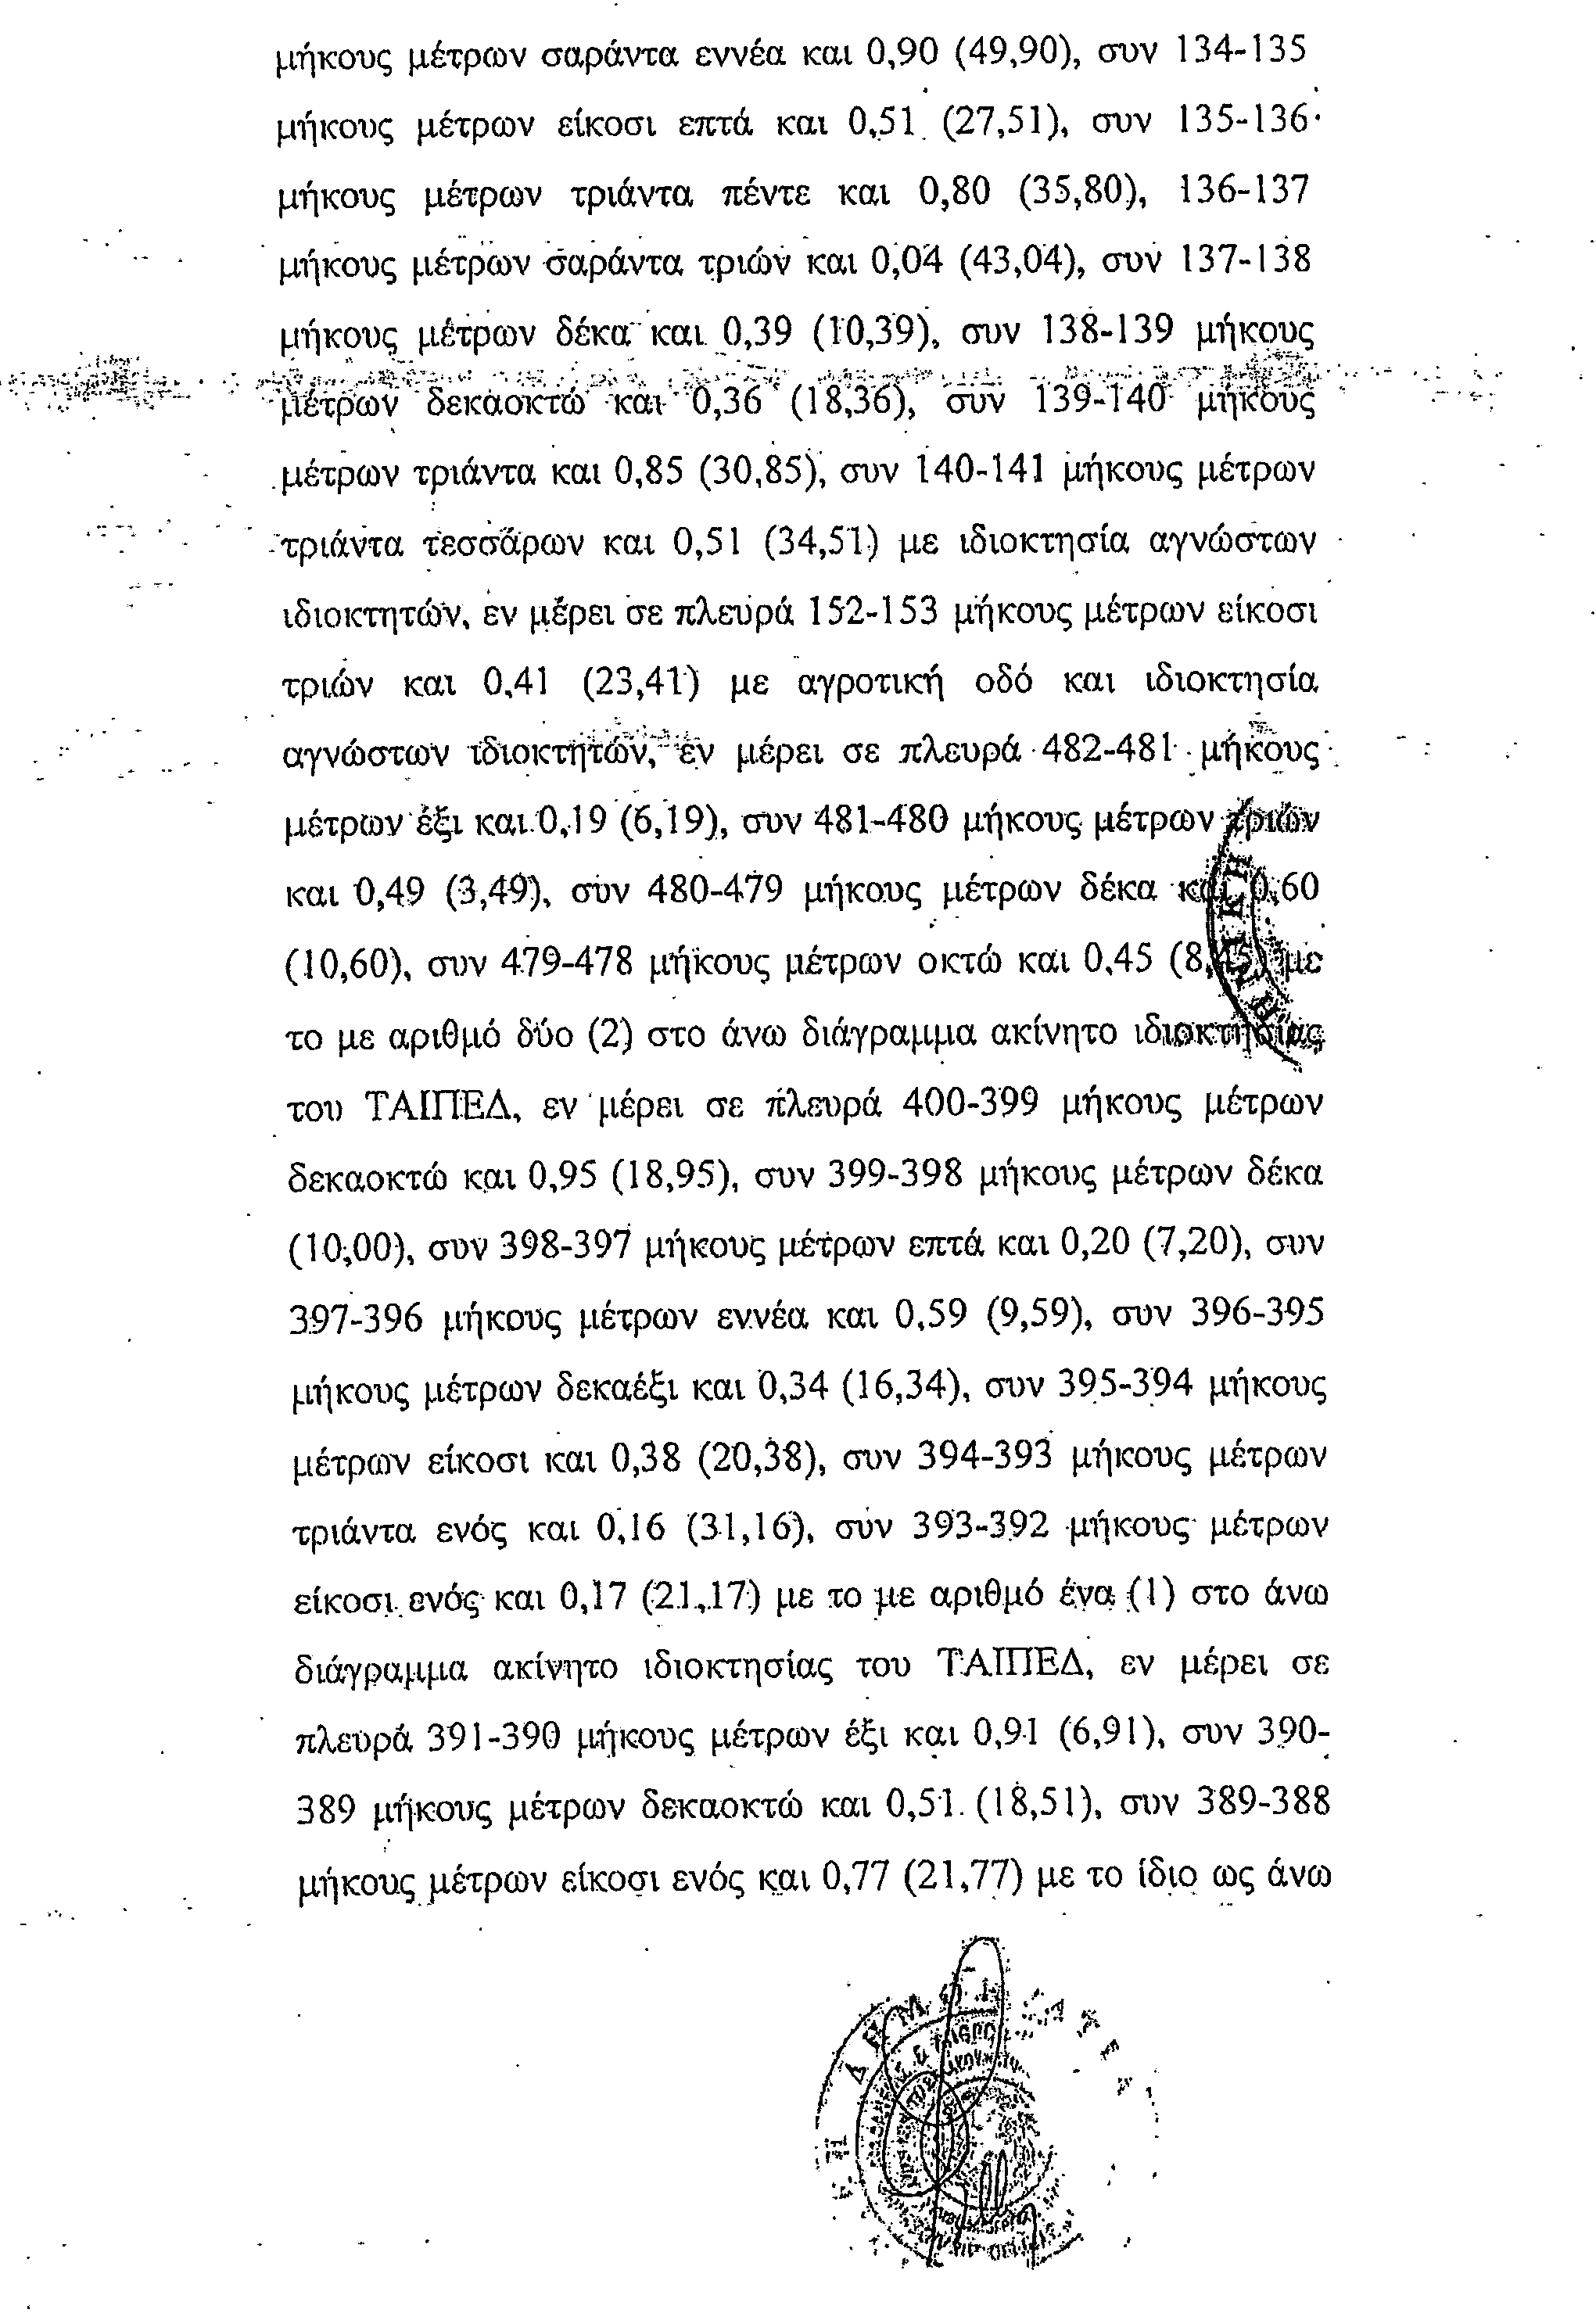 μήκους μέτρων σαράντα εννέα και 0,90 (49,90), συν 134-135
μήκους μέτρων είκοσι επτά και 0,51 (27,51), συν 135-136
μήκους μέτρων τριάντα πέντε και 0,80 (35,80), 136-137
μήκους μέτρων σαράντα τριών και 0,04 (43,04), συν 137-138
μήκους μέτρων δέκα και 0,39 (10,39), συν 138-139 μήκους
μέτρων δεκαοκτώ και 0,36 (18,36), συν 139-140 μήκους
μέτρων τριάντα και 0,85 (30,85), συν 140-141 μήκους μέτρων
τριάντα τεσσάρων και 0,51 (34,51) με ιδιοκτησία αγνώστων
ιδιοκτητών, εν μέρει σε πλευρά 152-153 μήκους μέτρων είκοσι
τριών και 0,41 (23,41) με αγροτική οδό και ιδιοκτησία
αγνώστων ιδιοκτητών, εν μέρει σε πλευρά 482-481 μήκους
μέτρων έξι και 0,19 (6,19), συν 481-480 μήκους μέτρων τριών
και 0,49 (3,49), συν 480-479 μήκους μέτρων δέκα και 0,60
(10,60), συν 479-478 μήκους μέτρων οκτώ και 0,45 (8,45) με
το με αριθμό δύο (2) στο άνω διάγραμμα ακίνητο ιδιοκτησίας
του ΤΑΙΠΕΔ, εν μέρει σε πλευρά 400-399 μήκους μέτρων
δεκαοκτώ και 0,95 (18,95), συν 399-398 μήκους μέτρων δέκα
(10,00), συν 398-397 μήκους μέτρων επτά και 0,20 (7,20), συν
397-396 μήκους μέτρων εννέα και 0,59 (9,59), συν 396-395
μήκους μέτρων δεκαέξι και 0,34 (16,34), συν 395-394 μήκους
μέτρων είκοσι και 0,38 (20,38), συν 394-393 μήκους μέτρων
τριάντα ενός και 0,16 (31,16), συν 393-392 μήκους μέτρων
είκοσι ενός και 0,17 (21,17) με το με αριθμό ένα (1) στο άνω
διάγραμμα ακίνητο ιδιοκτησίας του ΤΑΙΠΕΔ, εν μέρει σε
πλευρά 391-390 μήκους μέτρων έξι και 0,91 (6,91), συν 390-
389 μήκους μέτρων δεκαοκτώ και 0,51 (18,51), συν 389-388
μήκους μέτρων είκοσι ενός και 0,77 (21,77) με το ίδιο ως άνω